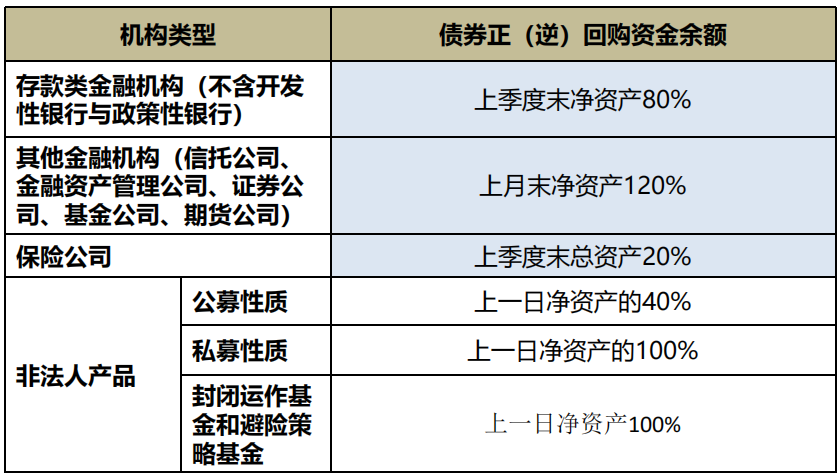 机构类型
债券正（逆）回购资金余额
存款类金融机构（不含开发
性银行与政策性银行）
上季度末净资产80%
其他金融机构（信托公司、
金融资产管理公司、证券公
司、基金公司、期货公司）
上月末净资产120%
保险公司
上季度末总资产20%
非法人产品
公募性质
上一日净资产的40%
私募性质
上一日净资产的100%
封闭运作基
金和避险策
略基金
上一日净资产100%